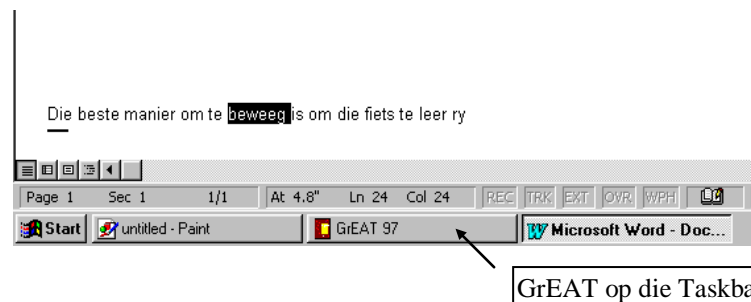 Die beste manier om te beweeg is om die fiets te leer ry
Page 1 Sec 1 1/1 At 4.8" Ln 24 Col 24 REC TRK EXT OVR WPH
Start untitled - Paint GrEAT 97 Microsoft Word - Doc...
GrEAT op die Taskba